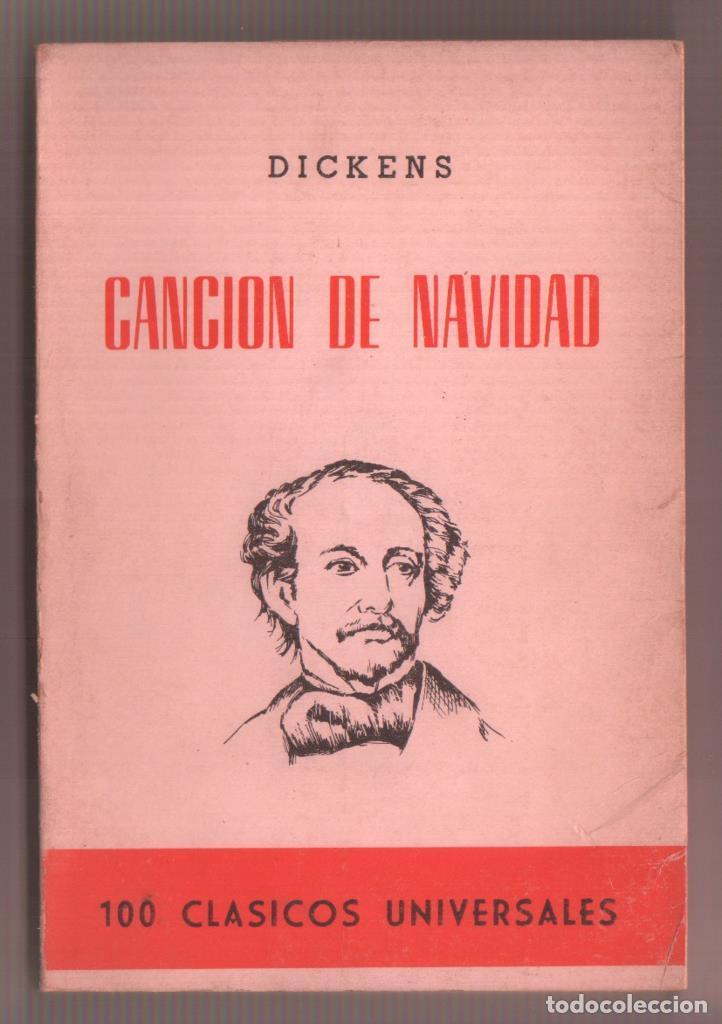 DICKENS
CANCION DE NAVIDAD
100 CLASICOS UNIVERSALES
todocoleccion